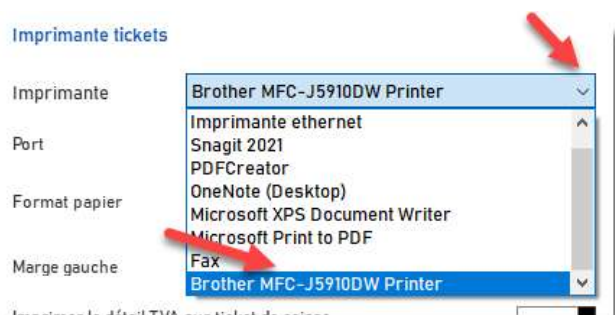 Imprimante tickets
Imprimante
Brother MFC-J5910DW Printer
Imprimante ethernet
Snagit 2021
Port
PDFCreator
OneNote (Desktop)
Format papier
Microsoft XPS Document Writer
Microsoft Print to PDF
Fax
Marge gauche
Brother MFC-J5910DW Printer